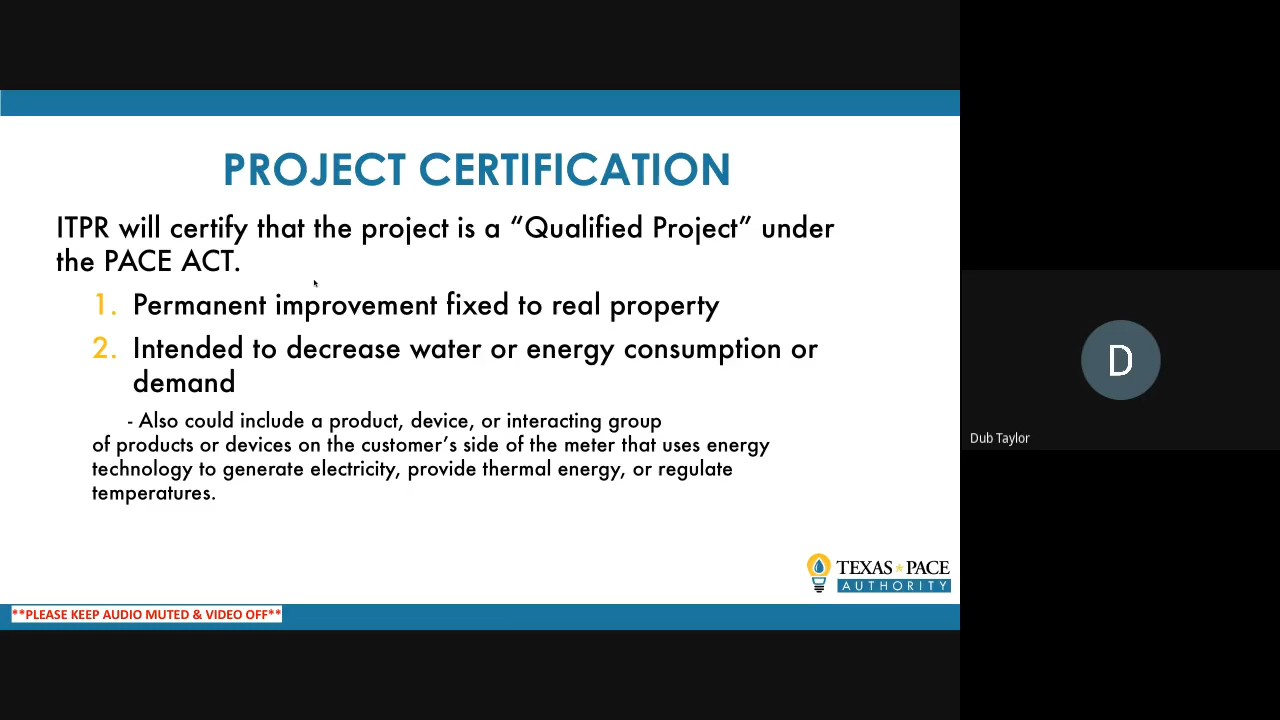 PROJECT CERTIFICATION
ITPR will certify that the project is a “Qualified Project” under
the PACE ACT.
1. Permanent improvement fixed to real property
2. Intended to decrease water or energy consumption or
demand
- Also could include a product, device, or interacting group
of products or devices on the customer’s side of the meter that uses energy
technology to generate electricity, provide thermal energy, or regulate
temperatures.
TEXAS PACE
AUTHORITY
**PLEASE KEEP AUDIO MUTED & VIDEO OFF**
D
Dub Taylor